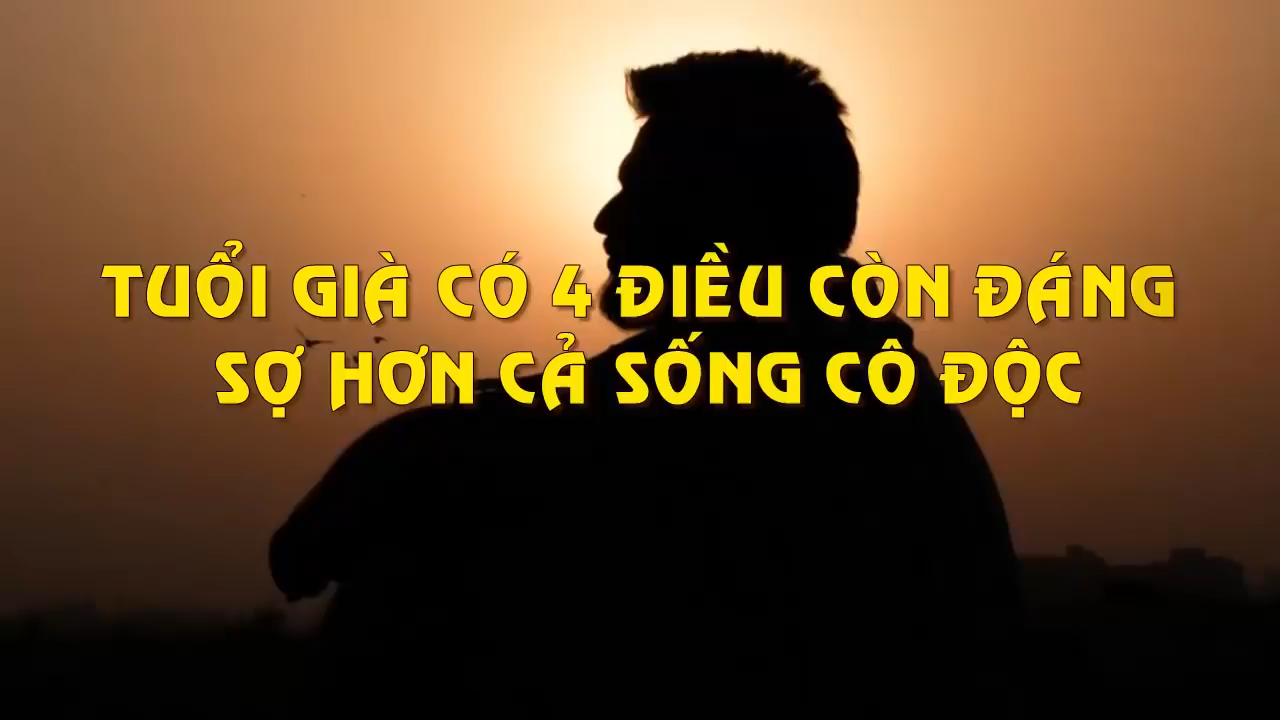 TUỔI GIÀ CÓ 4 ĐIỀU CÒN ĐÁNG
SỢ HƠN CẢ SỐNG CÔ ĐỘC